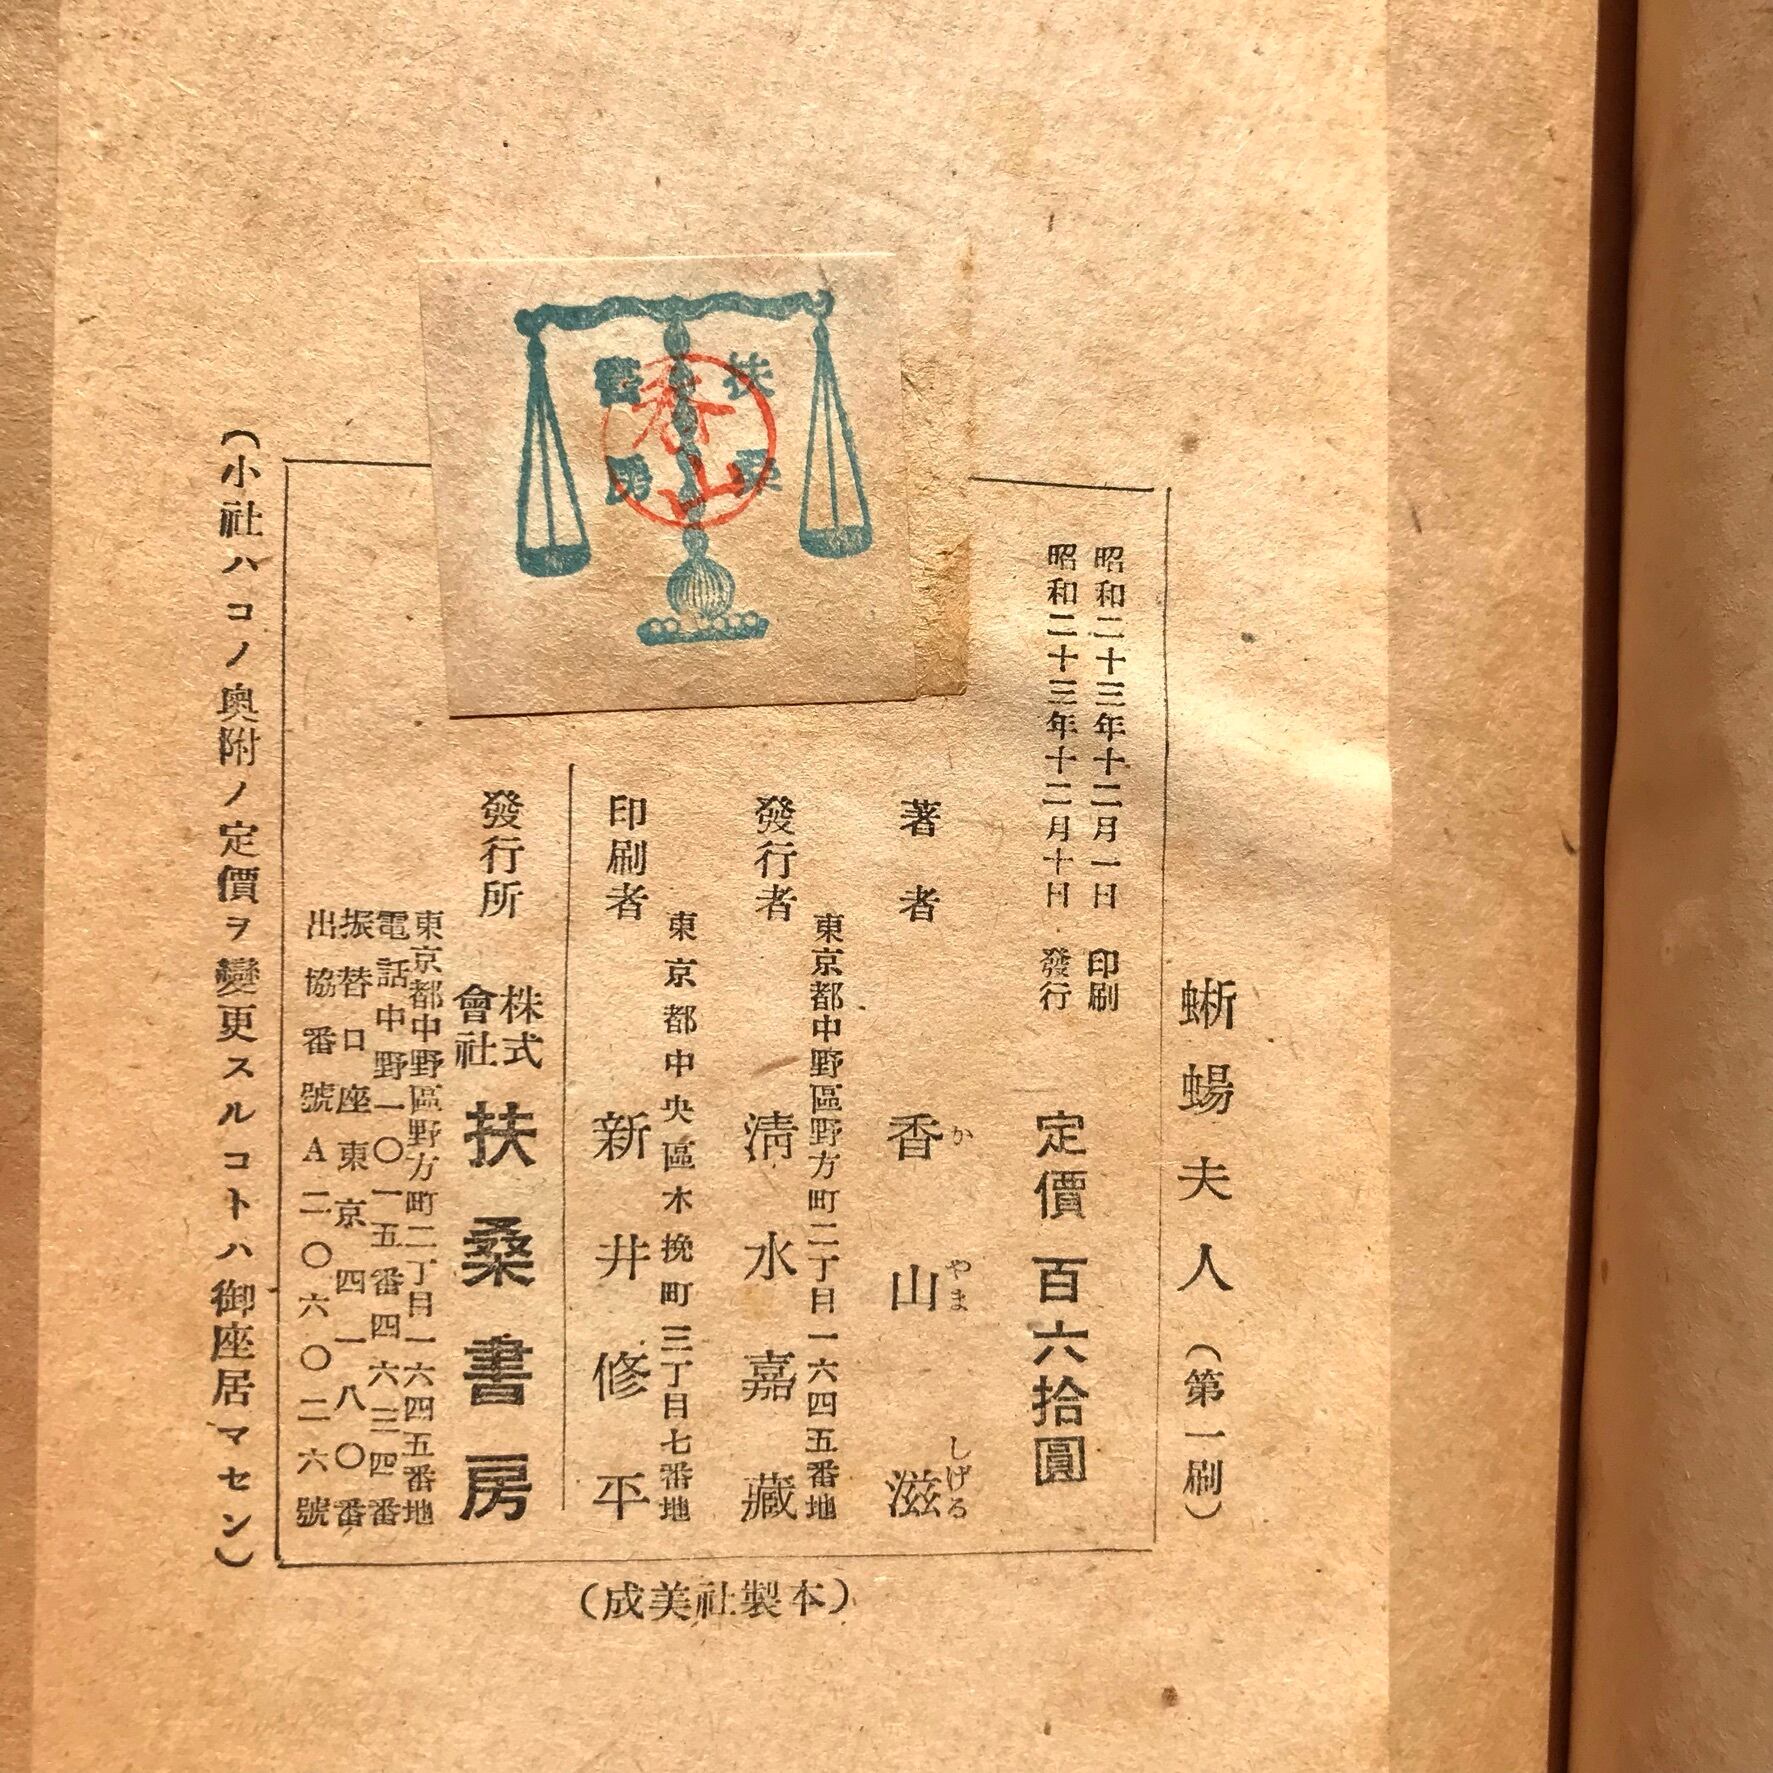 扶桑
書房
香山
蜥蜴夫人（第一刷）
昭和二十三年十二月一日　印刷
昭和二十三年十二月十日　發行
定價　百六拾圓
かやましげる
著者　香山滋
東京都中野區野方町二丁目一六四五番地
發行者　淸水嘉藏
東京都中央區木挽町三丁目七番地
印刷者　新井修平
發行所　株式會社　扶桑書房
東京都中野區野方町二丁目一六四五番地
電話中野一〇一五番四六三四番
振替口座東京四一八〇番
出協番號A二〇六〇二六號
（小社ハコノ奧附ノ定價ヲ變更スルコトハ御座居マセン）
（成美社製本）